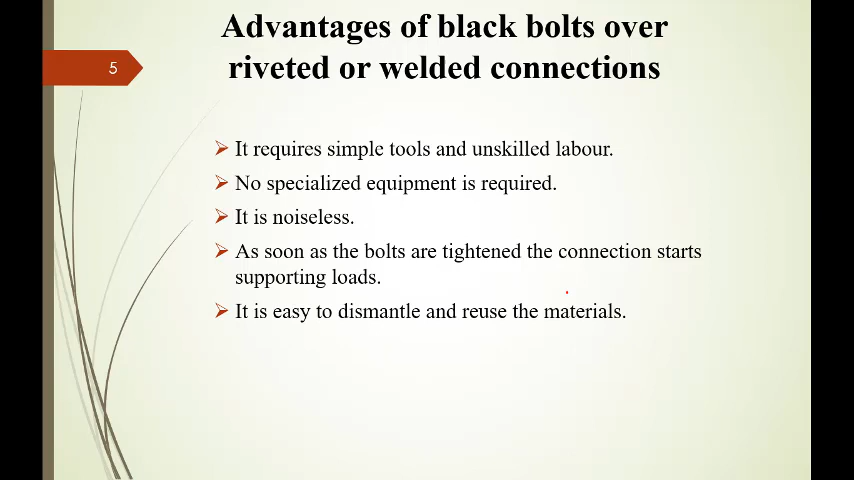 Advantages of black bolts over
riveted or welded connections
5
It requires simple tools and unskilled labour.
No specialized equipment is required.
It is noiseless.
As soon as the bolts are tightened the connection starts
supporting loads.
It is easy to dismantle and reuse the materials.